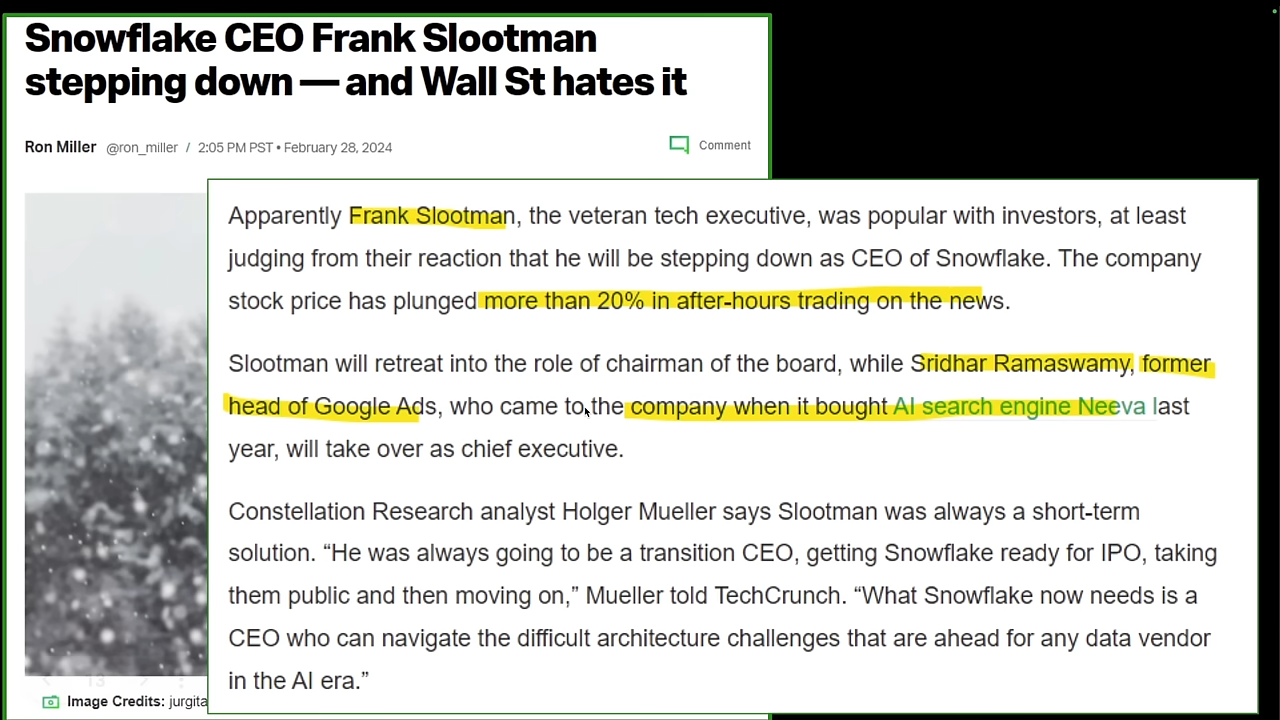 Snowflake CEO Frank Slootman
stepping down — and Wall St hates it
Ron Miller @ron_miller / 2:05 PM PST • February 28, 2024
Comment
Apparently Frank Slootman, the veteran tech executive, was popular with investors, at least
judging from their reaction that he will be stepping down as CEO of Snowflake. The company
stock price has plunged more than 20% in after-hours trading on the news.
Slootman will retreat into the role of chairman of the board, while Sridhar Ramaswamy, former
head of Google Ads, who came to the company when it bought AI search engine Neeva last
year, will take over as chief executive.
Constellation Research analyst Holger Mueller says Slootman was always a short-term
solution. “He was always going to be a transition CEO, getting Snowflake ready for IPO, taking
them public and then moving on,” Mueller told TechCrunch. “What Snowflake now needs is a
CEO who can navigate the difficult architecture challenges that are ahead for any data vendor
in the AI era.”
13
Image Credits: jurgita